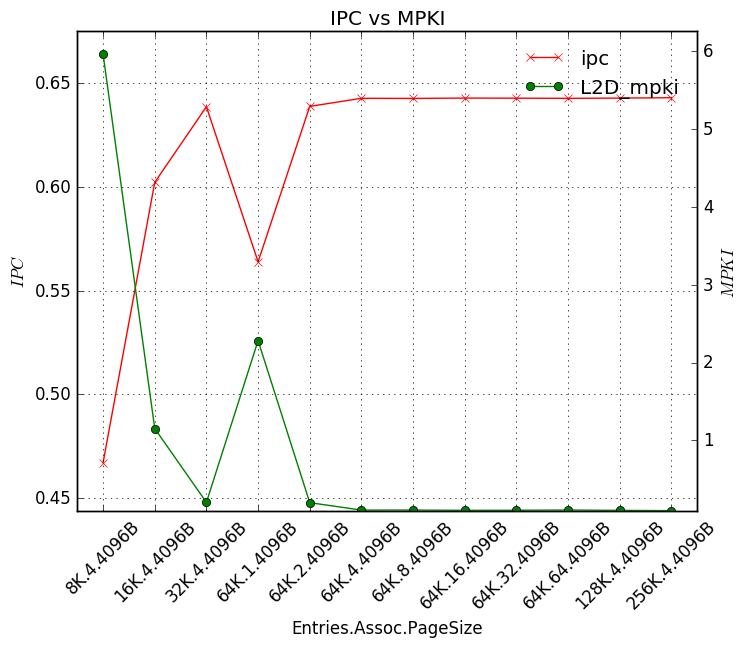 IPC vs MPKI
ipc
L2D_mpki
0.65
0.60
0.55
0.50
0.45
IPC
6
5
4
3
2
1
MPKI
8K.4.4096B
16K.4.4096B
32K.4.4096B
64K.1.4096B
64K.2.4096B
64K.4.4096B
64K.8.4096B
64K.16.4096B
64K.32.4096B
64K.64.4096B
128K.4.4096B
256K.4.4096B
Entries.Assoc.PageSize